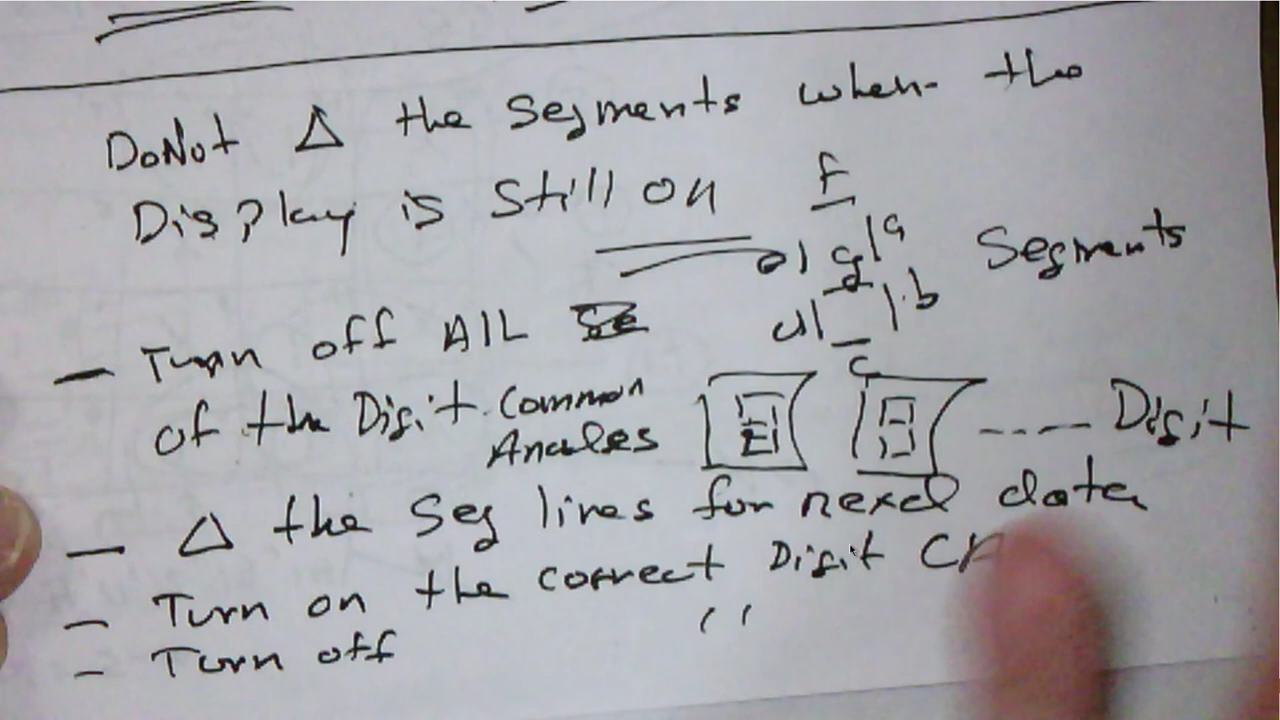 DoNot Δ the Segments when the
Display is Still on
F
e| g |a Segments
d| |.b
c
– Turn off All
of the Digit Common
Anodes
---- Digit
– Δ the Seg lines for next data
– Turn on the correct Digit CA
– Turn off "